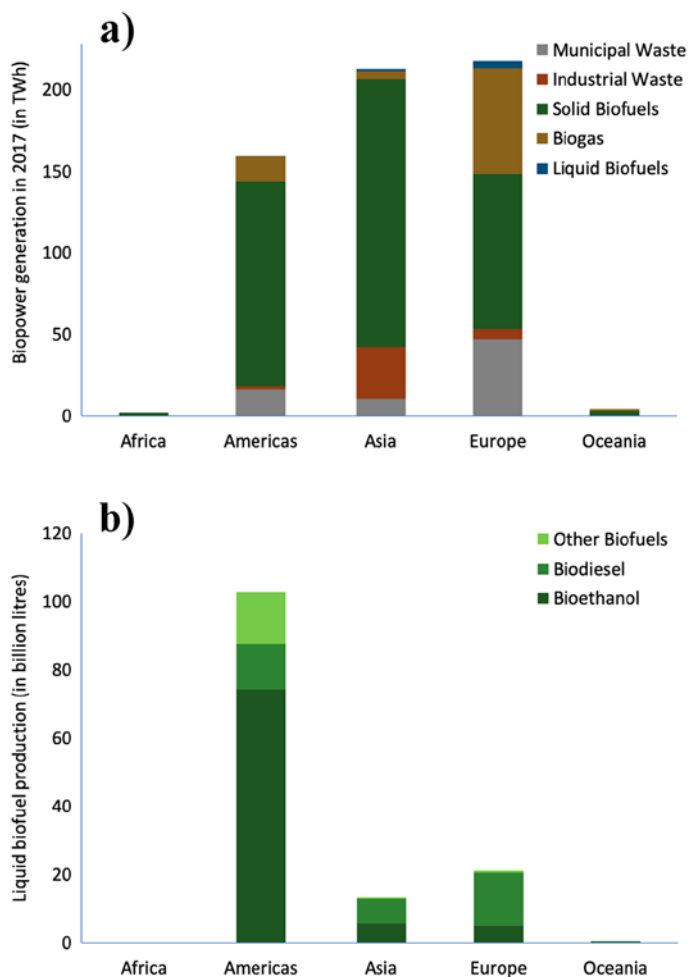 a)
Municipal Waste
Industrial Waste
Solid Biofuels
Biogas
Liquid Biofuels
Biopower generation in 2017 (in TWh)
200
150
100
50
0
Africa Americas Asia Europe Oceania
b)
Other Biofuels
Biodiesel
Bioethanol
Liquid biofuel production (in billion litres)
120
100
80
60
40
20
0
Africa Americas Asia Europe Oceania